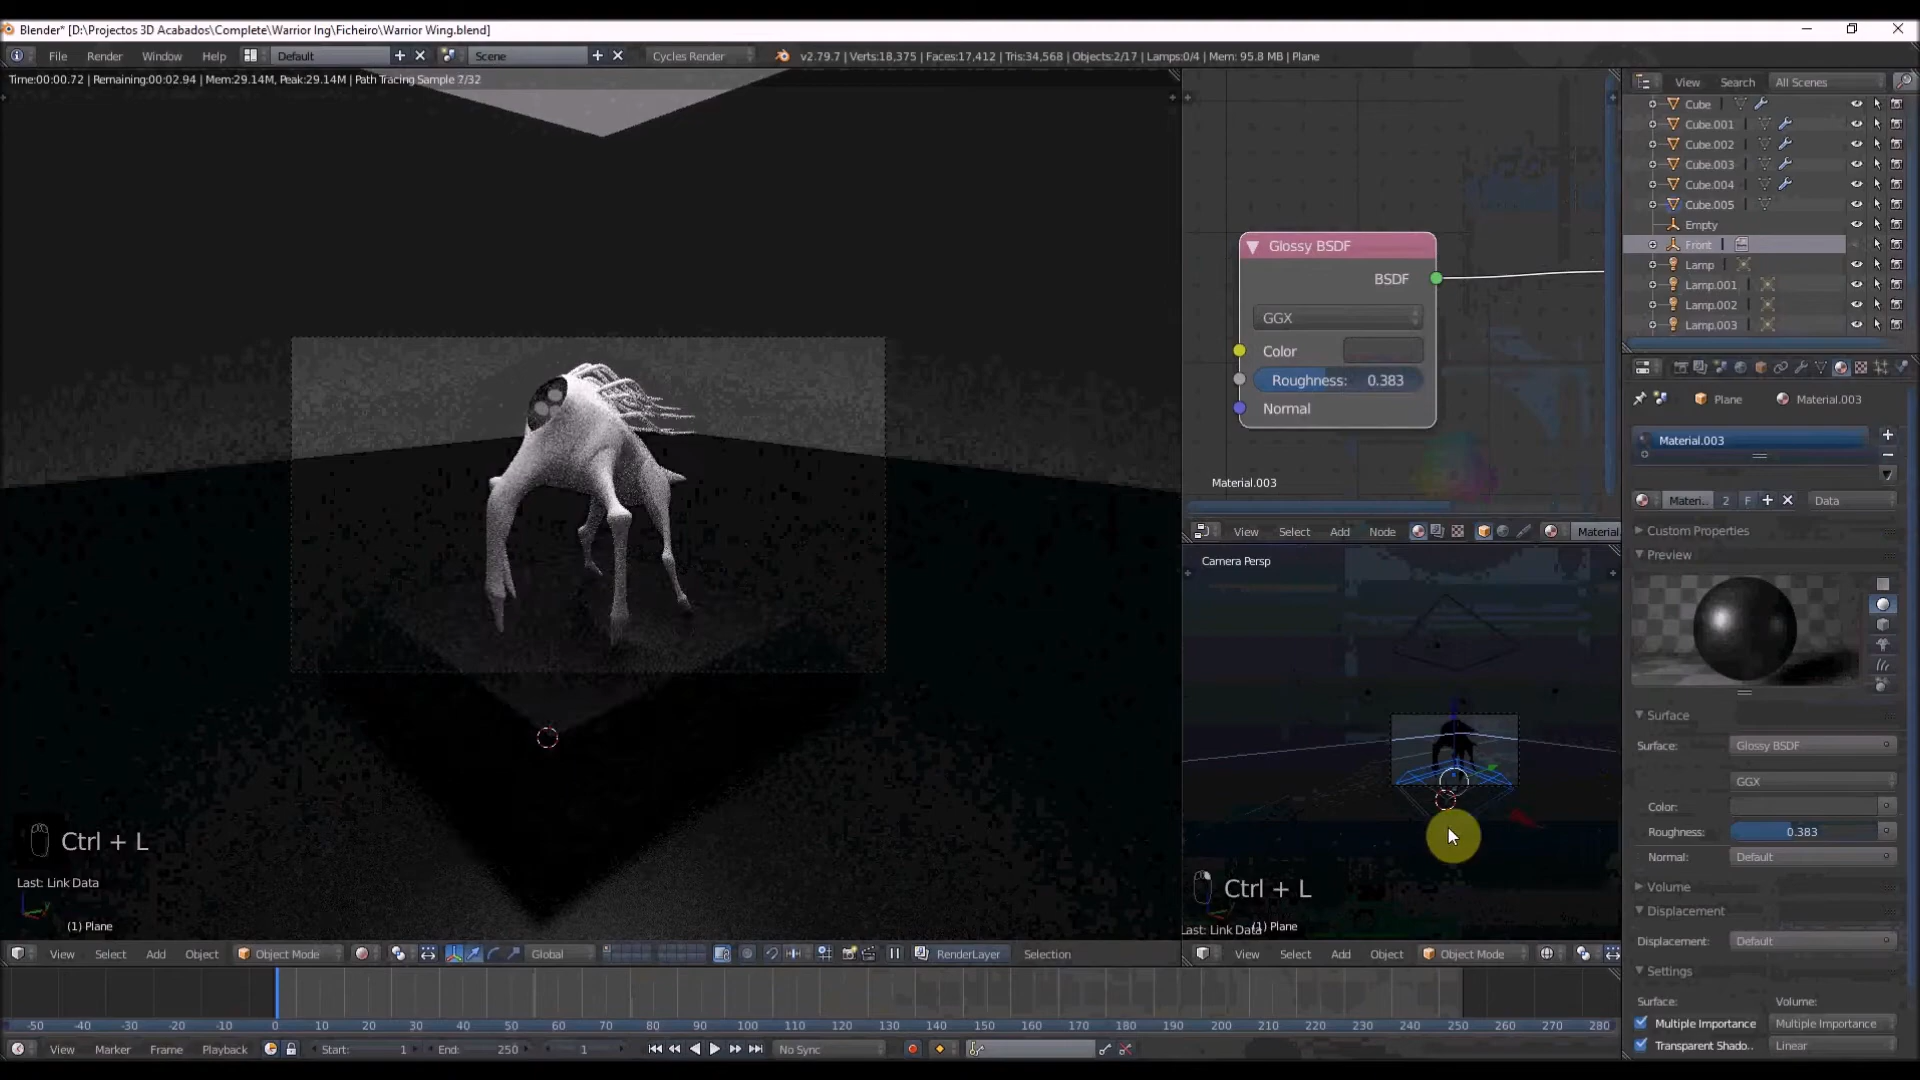 Blender* [D:\Projectos 3D Acabados\Complete\Warrior Ing\Ficheiro\Warrior Wing.blend]
File Render Window Help Default Scene Cycles Render v2.79.7 | Verts:18,375 | Faces:17,412 | Tris:34,568 | Objects:2/17 | Lamps:0/4 | Mem: 95.8 MB | Plane
Time:00:00.72 | Remaining:00:02.94 | Mem:29.14M, Peak:29.14M | Path Tracing Sample 7/32
View Search All Scenes
Cube
Cube.001
Cube.002
Cube.003
Cube.004
Cube.005
Empty
Front
Lamp
Lamp.001
Lamp.002
Lamp.003
Glossy BSDF
BSDF
GGX
Color
Roughness: 0.383
Normal
Material.003
View Select Add Node Material
Camera Persp
Ctrl + L
Last: Link Data
(1) Plane
View Select Add Object Object Mode
Plane Material.003
Material.003
Materi.. 2 F Data
Custom Properties
Preview
Surface
Surface: Glossy BSDF
GGX
Color:
Roughness: 0.383
Normal: Default
Volume
Displacement
Displacement: Default
Settings
Surface: Volume:
Multiple Importance Multiple Importance
Transparent Shado.. Linear
Ctrl + L
Last: Link Data
(1) Plane
View Select Add Object Object Mode Global RenderLayer Selection
-50 -40 -30 -20 -10 0 10 20 30 40 50 60 70 80 90 100 110 120 130 140 150 160 170 180 190 200 210 220 230 240 250 260 270 280
View Marker Frame Playback Start: 1 End: 250 1 No Sync